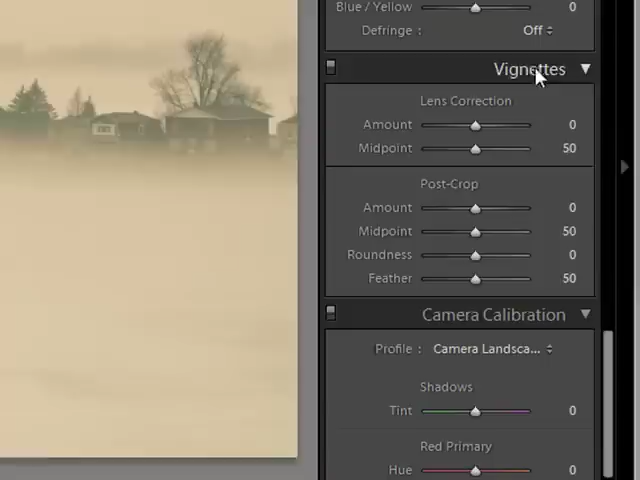 Blue / Yellow 0
Defringe : Off
Vignettes
Lens Correction
Amount 0
Midpoint 50
Post-Crop
Amount 0
Midpoint 50
Roundness 0
Feather 50
Camera Calibration
Profile : Camera Landsca...
Shadows
Tint 0
Red Primary
Hue 0